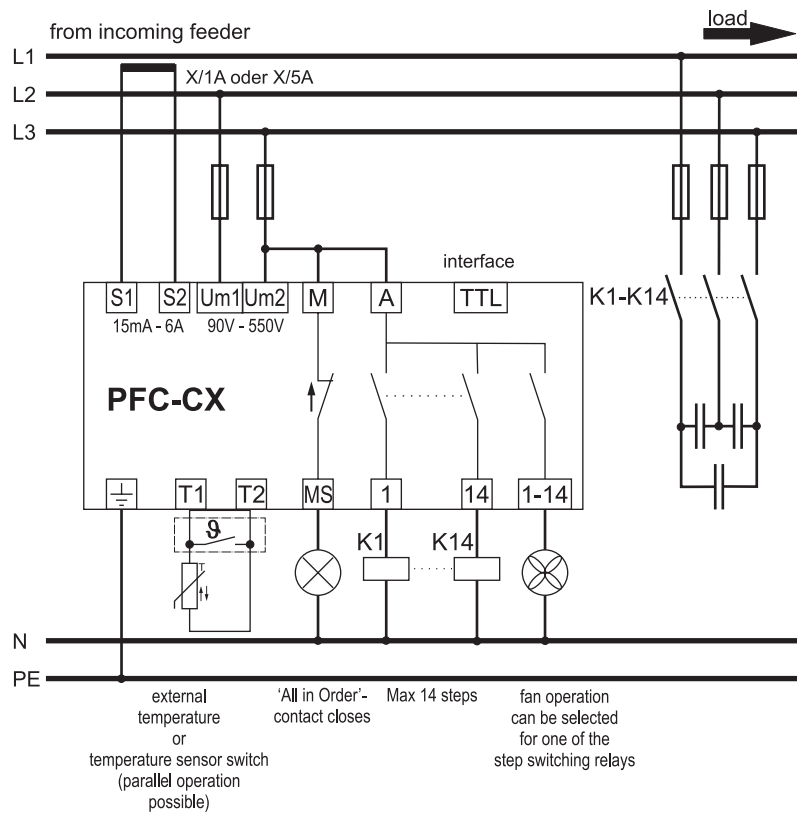 load
from incoming feeder
L1
X/1A oder X/5A
L2
L3
interface
S1 S2 Um1 Um2 M A TTL
K1-K14
15mA - 6A 90V - 550V
PFC-CX
T1 T2 MS 1 14 1-14
ϑ
K1 K14
T
N
PE
external
temperature
or
temperature sensor switch
(parallel operation
possible)
‘All in Order’-
contact closes
Max 14 steps
fan operation
can be selected
for one of the
step switching relays